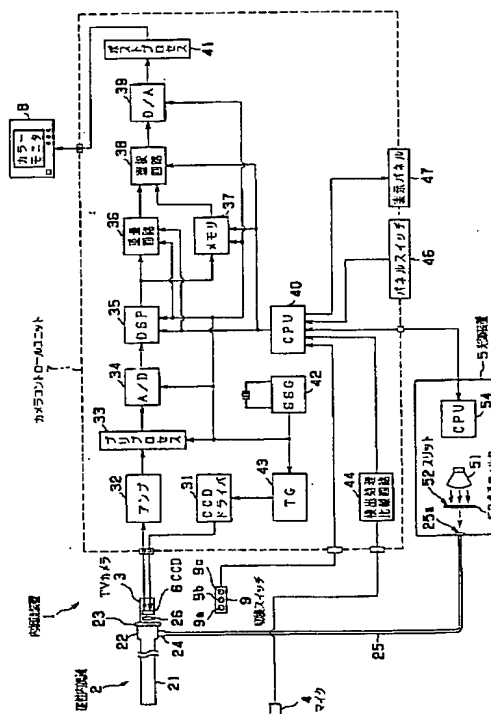 カメラコントロールユニット
7
8
カラー
モニタ
ポストプロセス
41
39
D/A
38
選択
回路
36
回路
37
メモリ
35
DSP
34
A/D
33
プリプロセス
32
アンプ
31
CCD
ドライバ
43
TG
42
SSG
40
CPU
44
検出処理
比較回路
46
パネルスイッチ
47
表示パネル
内視鏡装置
1
TVカメラ
3
6 CCD
26
23
22
24
21
硬性内視鏡
2
9a
9b
9c
9
切換スイッチ
4
マイク
25
25a
52 スリット
51
5 光源装置
CPU
54